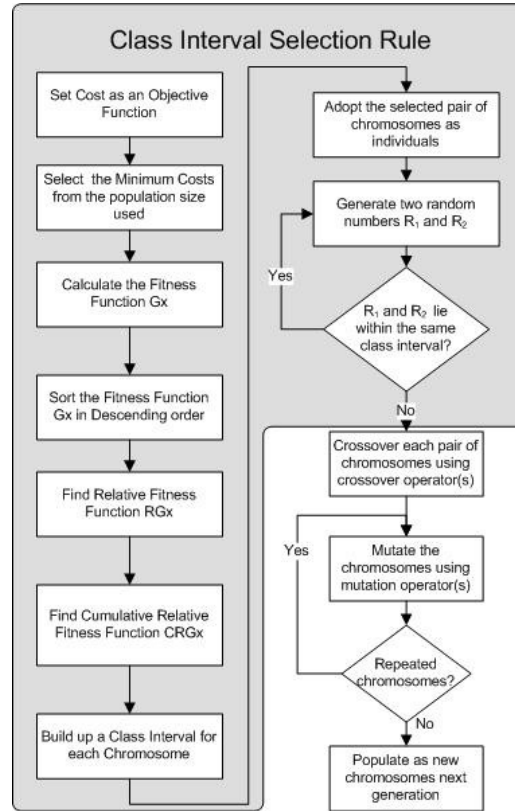 Class Interval Selection Rule
Set Cost as an Objective
Function
Select the Minimum Costs
from the population size
used
Calculate the Fitness
Function Gx
Sort the Fitness Function
Gx in Descending order
Find Relative Fitness
Function RGx
Find Cumulative Relative
Fitness Function CRGx
Build up a Class Interval for
each Chromosome
Adopt the selected pair of
chromosomes as
individuals
Generate two random
numbers R₁ and R₂
Yes
R₁ and R₂ lie
within the same
class interval?
No
Crossover each pair of
chromosomes using
crossover operator(s)
Yes
Mutate the
chromosomes using
mutation operator(s)
Repeated
chromosomes?
No
Populate as new
chromosomes next
generation